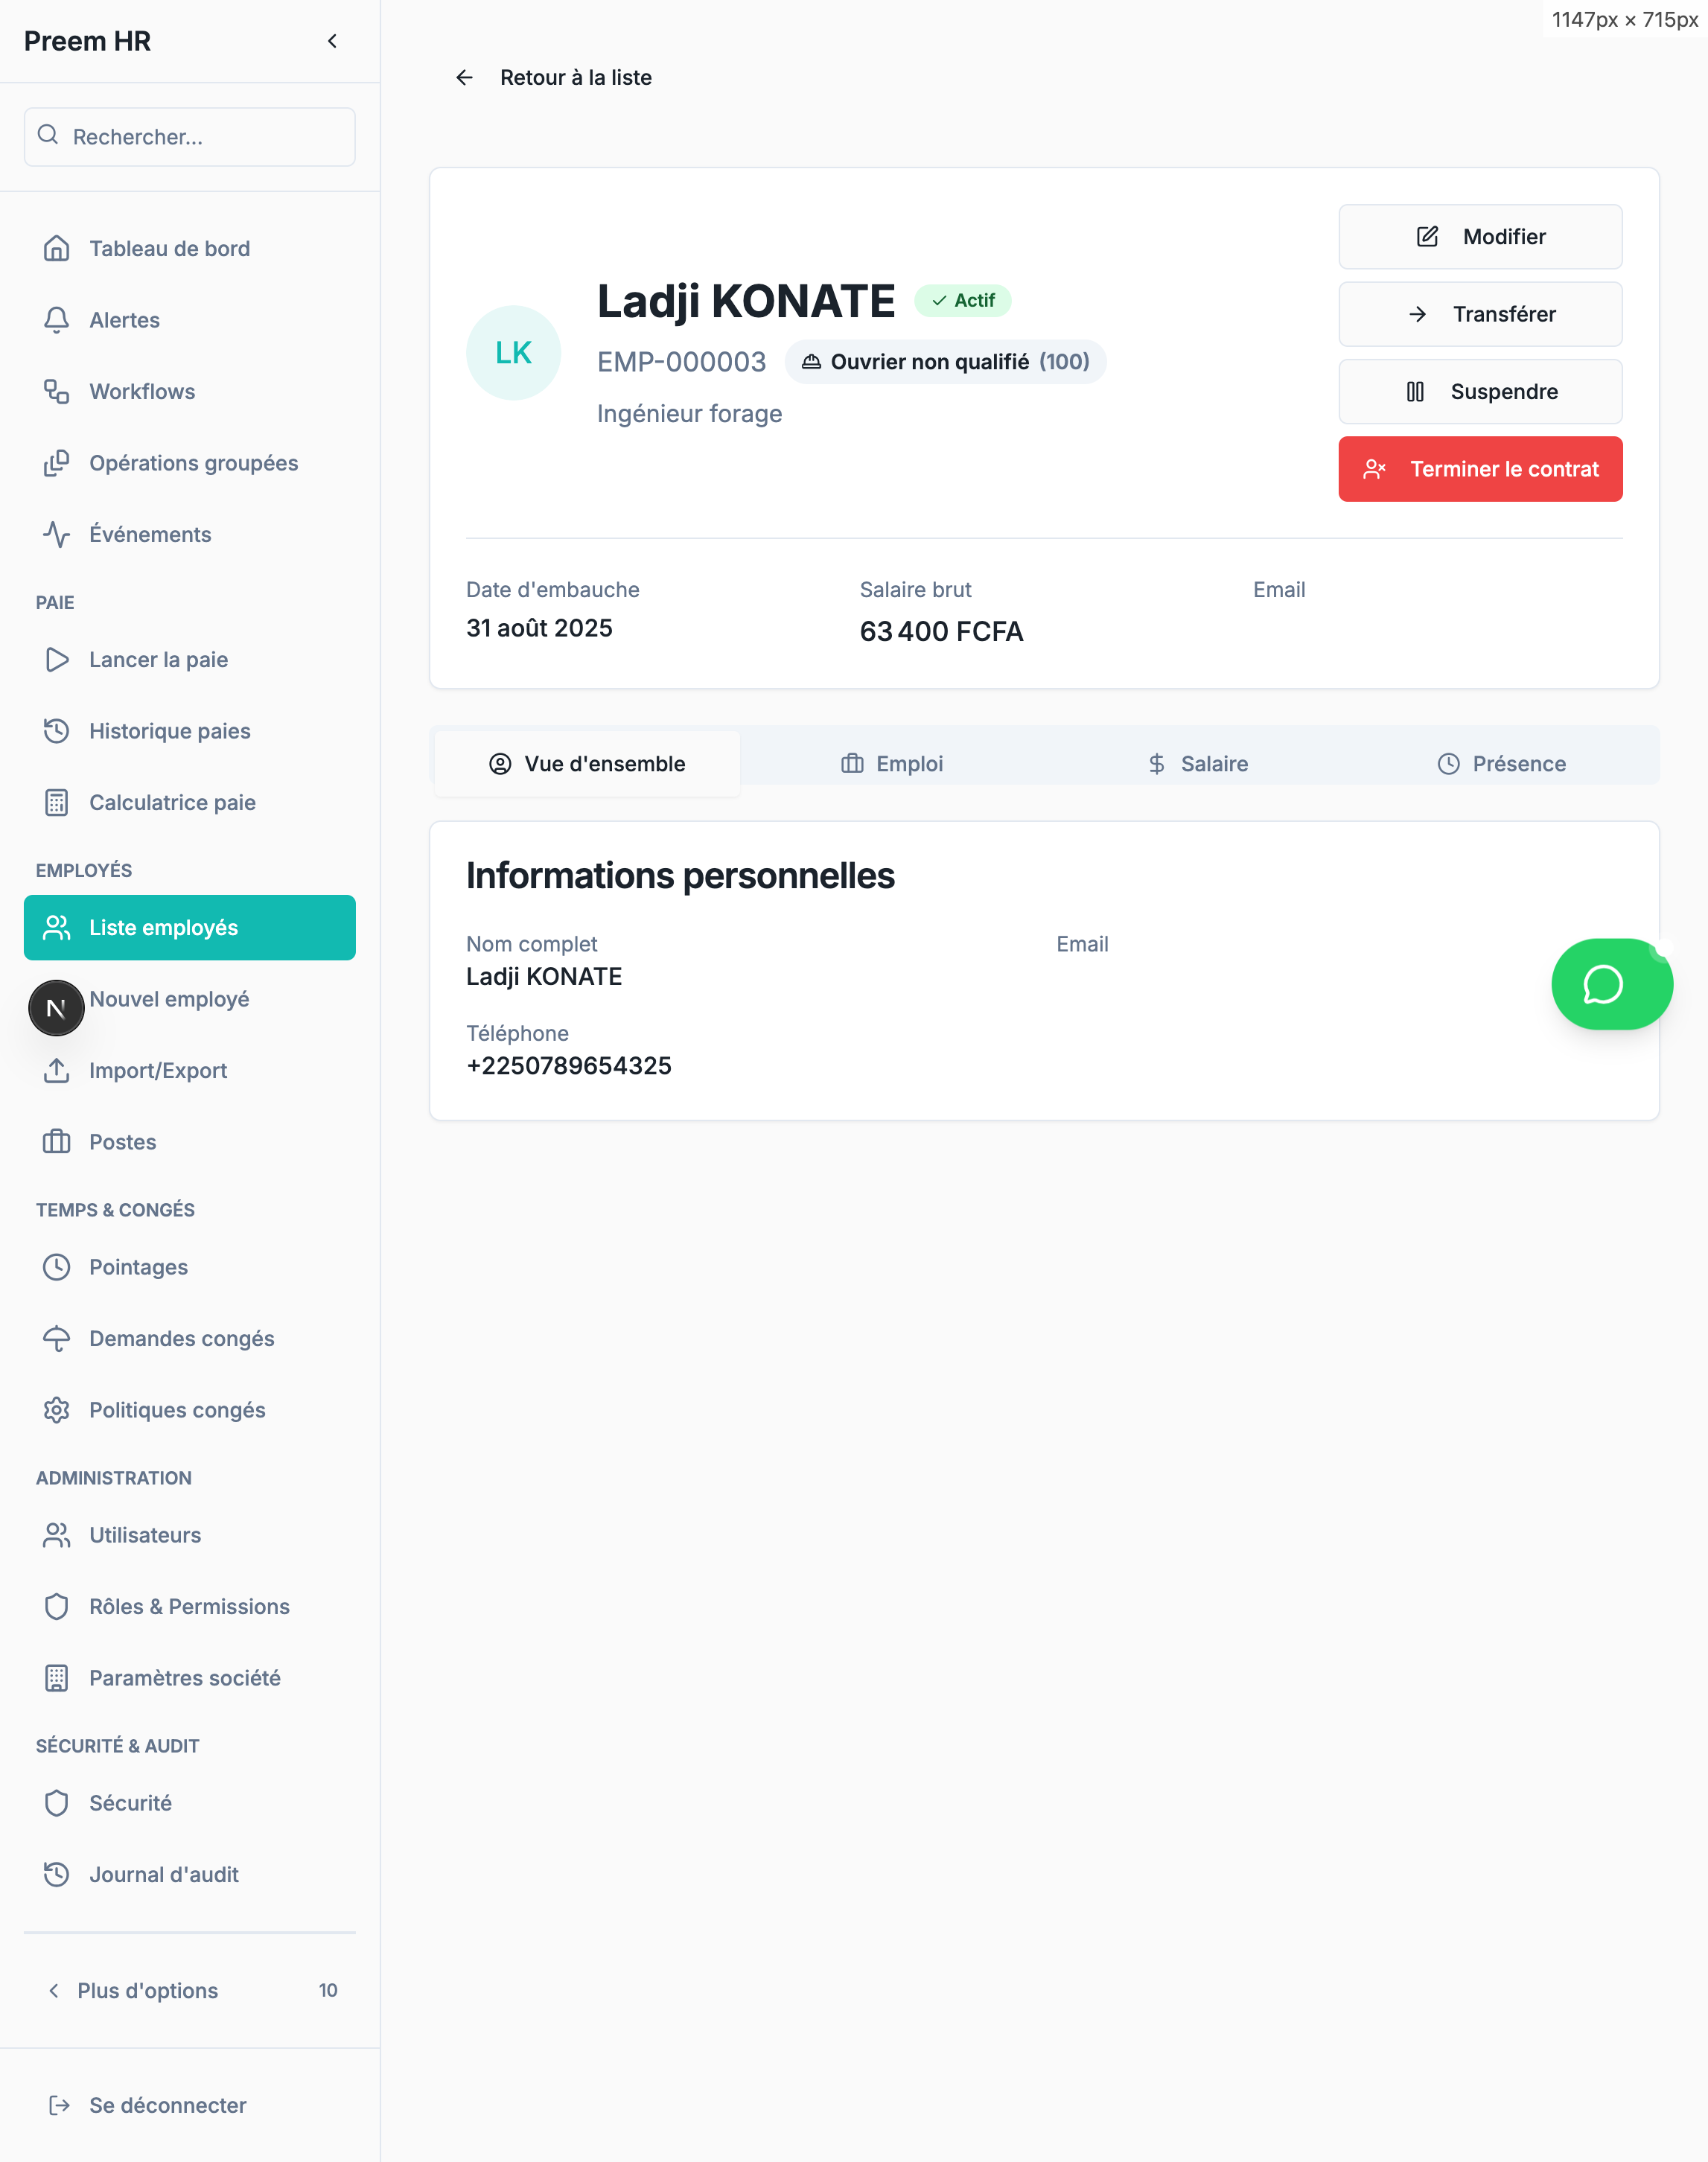 Preem HR
1147px × 715px
Retour à la liste
Rechercher...
Tableau de bord
Alertes
Workflows
Opérations groupées
Événements
PAIE
Lancer la paie
Historique paies
Calculatrice paie
EMPLOYÉS
Liste employés
N
Nouvel employé
Import/Export
Postes
TEMPS & CONGÉS
Pointages
Demandes congés
Politiques congés
ADMINISTRATION
Utilisateurs
Rôles & Permissions
Paramètres société
SÉCURITÉ & AUDIT
Sécurité
Journal d'audit
Plus d'options 10
Se déconnecter
LK
Ladji KONATE Actif
EMP-000003 Ouvrier non qualifié (100)
Ingénieur forage
Modifier
Transférer
Suspendre
Terminer le contrat
Date d'embauche
31 août 2025
Salaire brut
63 400 FCFA
Email
Vue d'ensemble Emploi Salaire Présence
Informations personnelles
Nom complet
Ladji KONATE
Email
Téléphone
+2250789654325